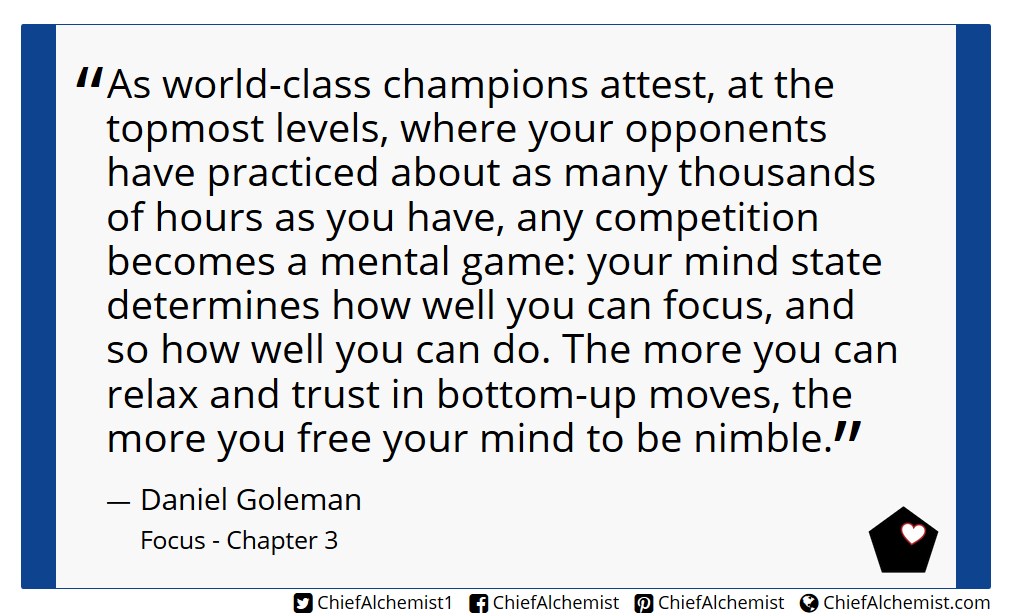 “As world-class champions attest, at the
topmost levels, where your opponents
have practiced about as many thousands
of hours as you have, any competition
becomes a mental game: your mind state
determines how well you can focus, and
so how well you can do. The more you can
relax and trust in bottom-up moves, the
more you free your mind to be nimble.”
— Daniel Goleman
Focus - Chapter 3
ChiefAlchemist1 ChiefAlchemist ChiefAlchemist ChiefAlchemist.com